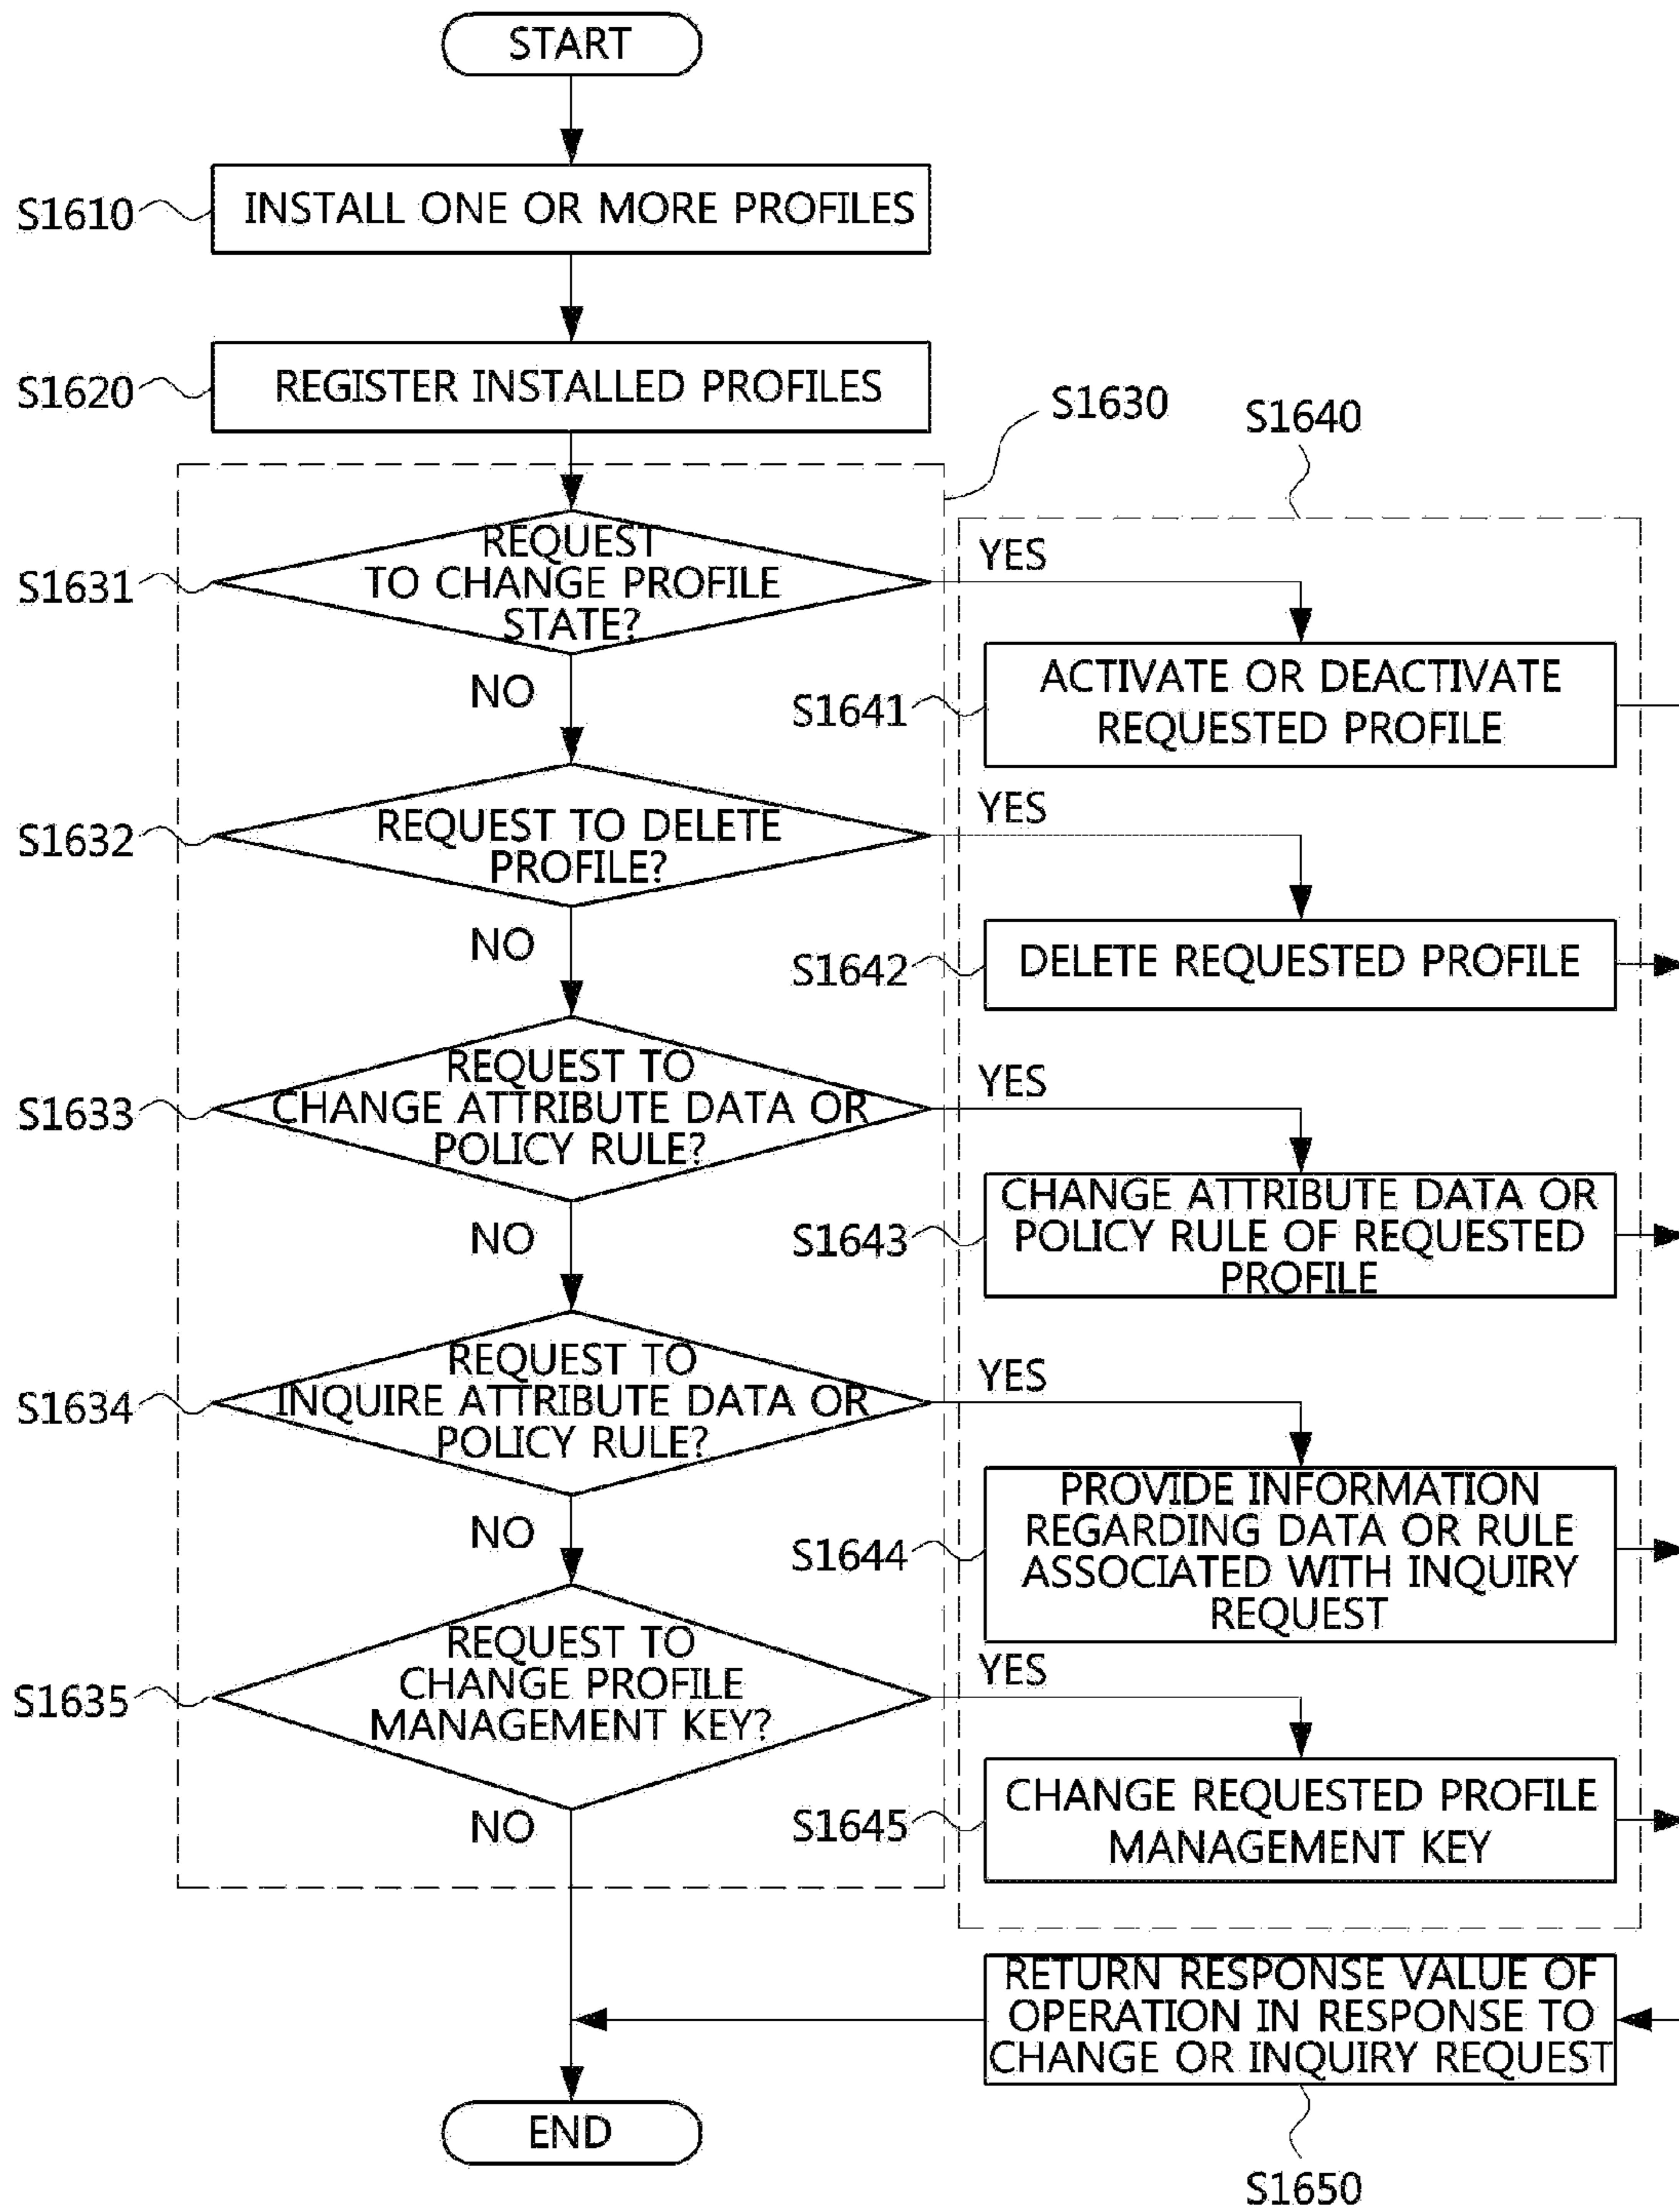 START
S1610
INSTALL ONE OR MORE PROFILES
S1620
REGISTER INSTALLED PROFILES
S1630
S1640
S1631
REQUEST
TO CHANGE PROFILE
STATE?
YES
NO
S1641
ACTIVATE OR DEACTIVATE
REQUESTED PROFILE
S1632
REQUEST TO DELETE
PROFILE?
YES
NO
S1642
DELETE REQUESTED PROFILE
S1633
REQUEST TO
CHANGE ATTRIBUTE DATA OR
POLICY RULE?
YES
NO
S1643
CHANGE ATTRIBUTE DATA OR
POLICY RULE OF REQUESTED
PROFILE
S1634
REQUEST TO
INQUIRE ATTRIBUTE DATA OR
POLICY RULE?
YES
NO
S1644
PROVIDE INFORMATION
REGARDING DATA OR RULE
ASSOCIATED WITH INQUIRY
REQUEST
S1635
REQUEST TO
CHANGE PROFILE
MANAGEMENT KEY?
YES
NO
S1645
CHANGE REQUESTED PROFILE
MANAGEMENT KEY
RETURN RESPONSE VALUE OF
OPERATION IN RESPONSE TO
CHANGE OR INQUIRY REQUEST
END
S1650